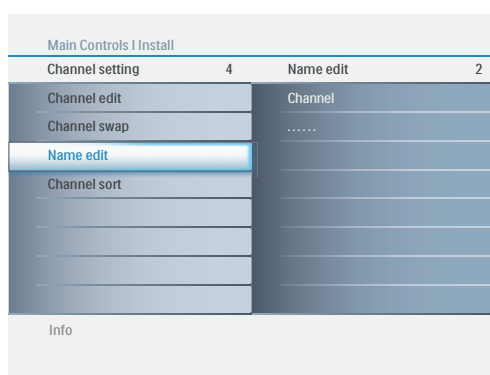 Main Controls I Install
Channel setting 4 Name edit 2
Channel edit Channel
Channel swap ......
Name edit
Channel sort
Info